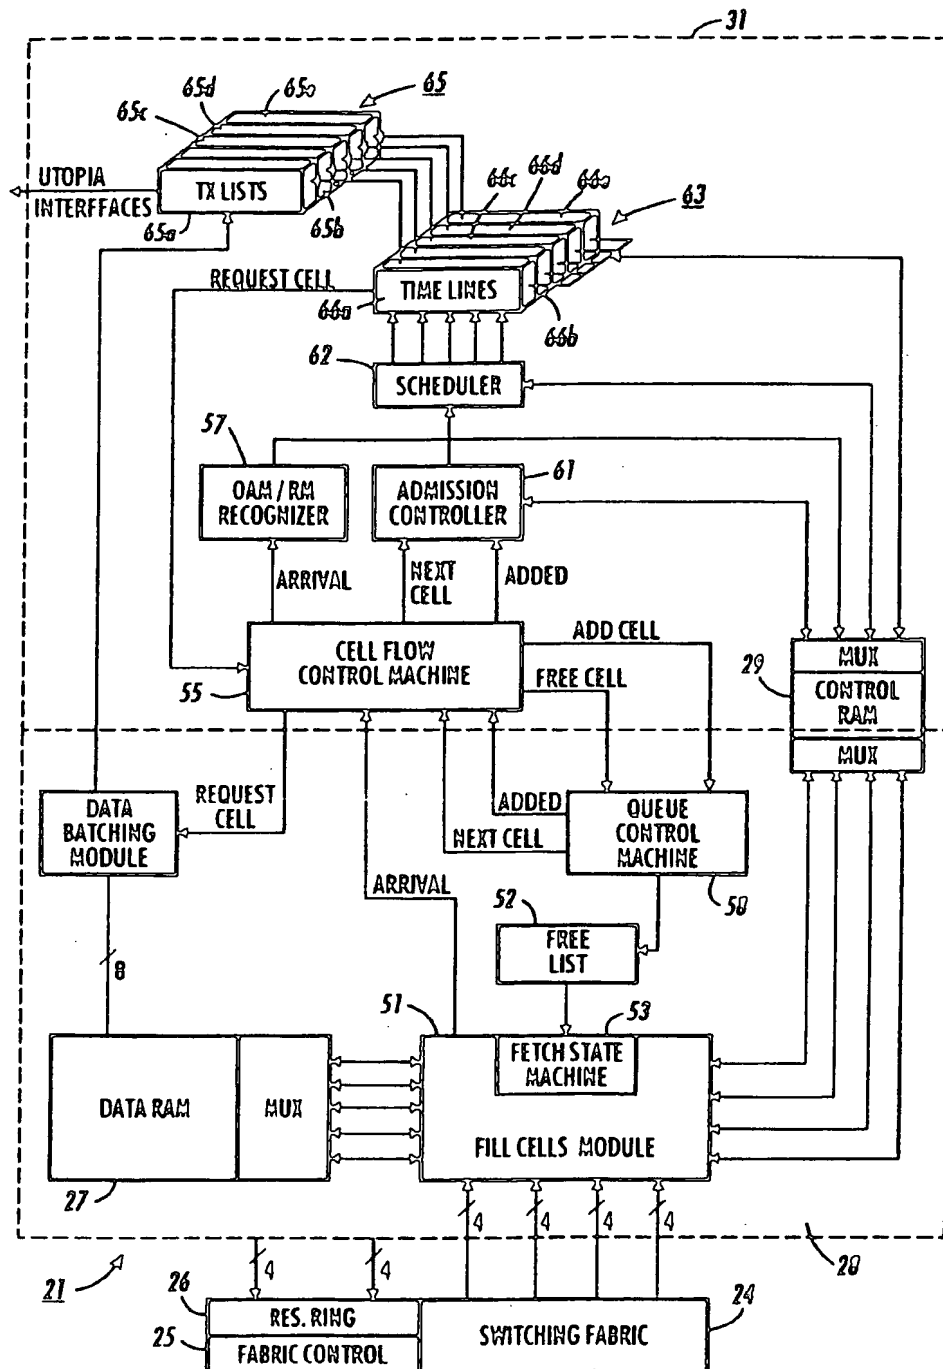 31
65e
65
65d
65c
66c
66d
66e
UTOPIA
INTERFFACES
TX LISTS
63
65a
65b
REQUEST CELL
TIME LINES
66a
66b
62
SCHEDULER
57
61
OAM / RM
RECOGNIZER
ADMISSION
CONTROLLER
ARRIVAL
NEXT
CELL
ADDED
ADD CELL
CELL FLOW
CONTROL MACHINE
FREE CELL
55
29
MUX
CONTROL
RAM
MUX
REQUEST
CELL
ADDED
NEXT CELL
DATA
BATCHING
MODULE
QUEUE
CONTROL
MACHINE
ARRIVAL
58
52
FREE
LIST
8
51
53
FETCH STATE
MACHINE
DATA RAM
MUX
FILL CELLS MODULE
27
4
4
4
4
28
21
4
4
26
24
RES. RING
25
SWITCHING FABRIC
FABRIC CONTROL